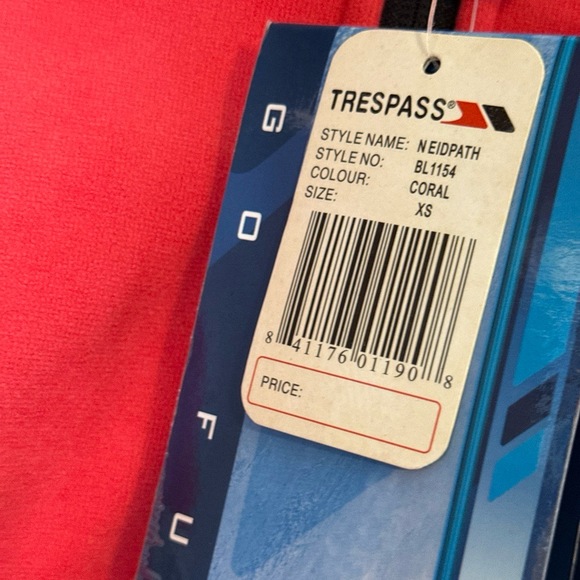 TRESPASS®
STYLE NAME: NEIDPATH
STYLE NO: BL1154
COLOUR: CORAL
SIZE: XS
8 41176 01190 8
PRICE:
G
O
F
U